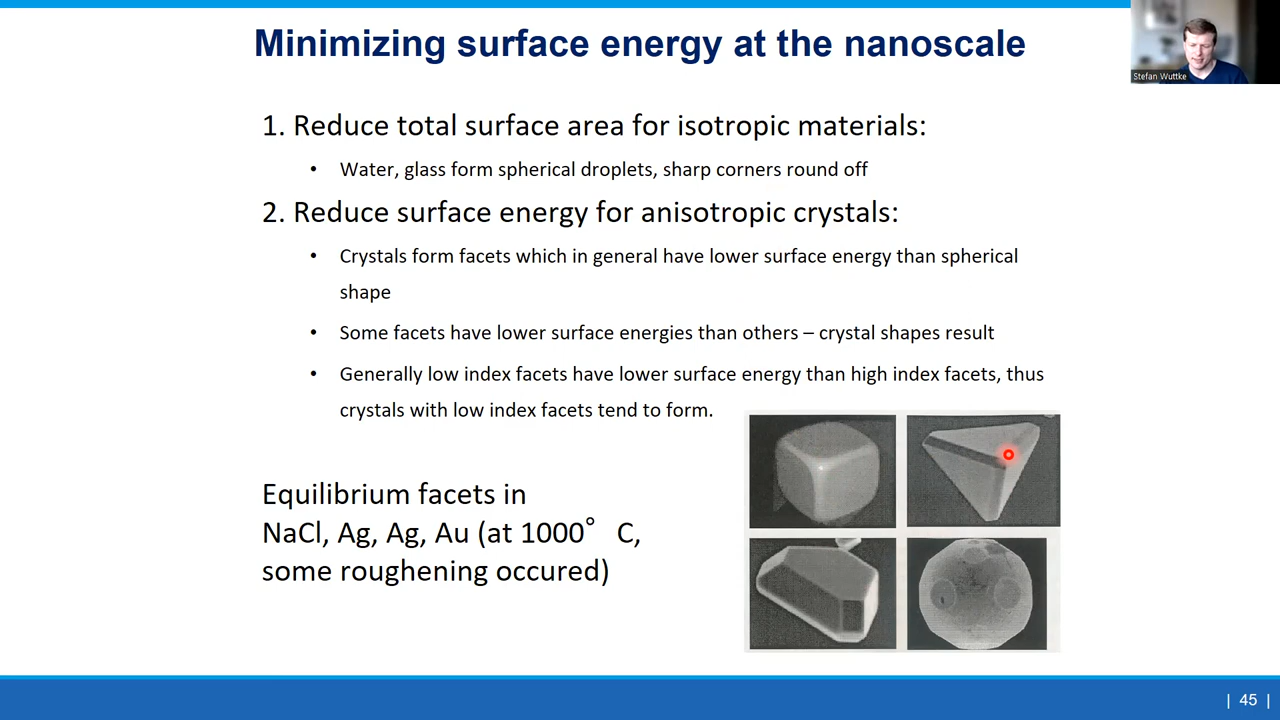 Minimizing surface energy at the nanoscale
Stefan Wuttke
1. Reduce total surface area for isotropic materials:
• Water, glass form spherical droplets, sharp corners round off
2. Reduce surface energy for anisotropic crystals:
• Crystals form facets which in general have lower surface energy than spherical
shape
• Some facets have lower surface energies than others – crystal shapes result
• Generally low index facets have lower surface energy than high index facets, thus
crystals with low index facets tend to form.
Equilibrium facets in
NaCl, Ag, Ag, Au (at 1000° C,
some roughening occured)
| 45 |